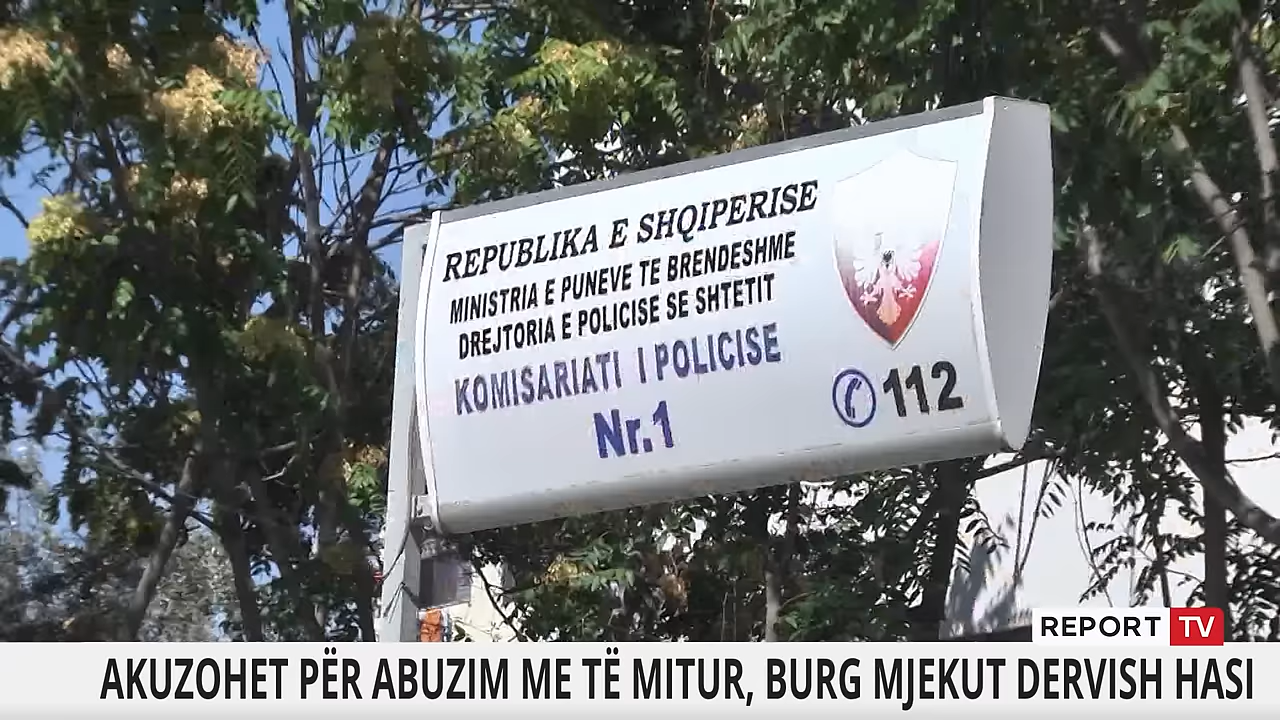 REPUBLIKA E SHQIPERISE
MINISTRIA E PUNEVE TE BRENDESHME
DREJTORIA E POLICISE SE SHTETIT
KOMISARIATI I POLICISE
Nr.1
112
REPORT TV
AKUZOHET PËR ABUZIM ME TË MITUR, BURG MJEKUT DERVISH HASI